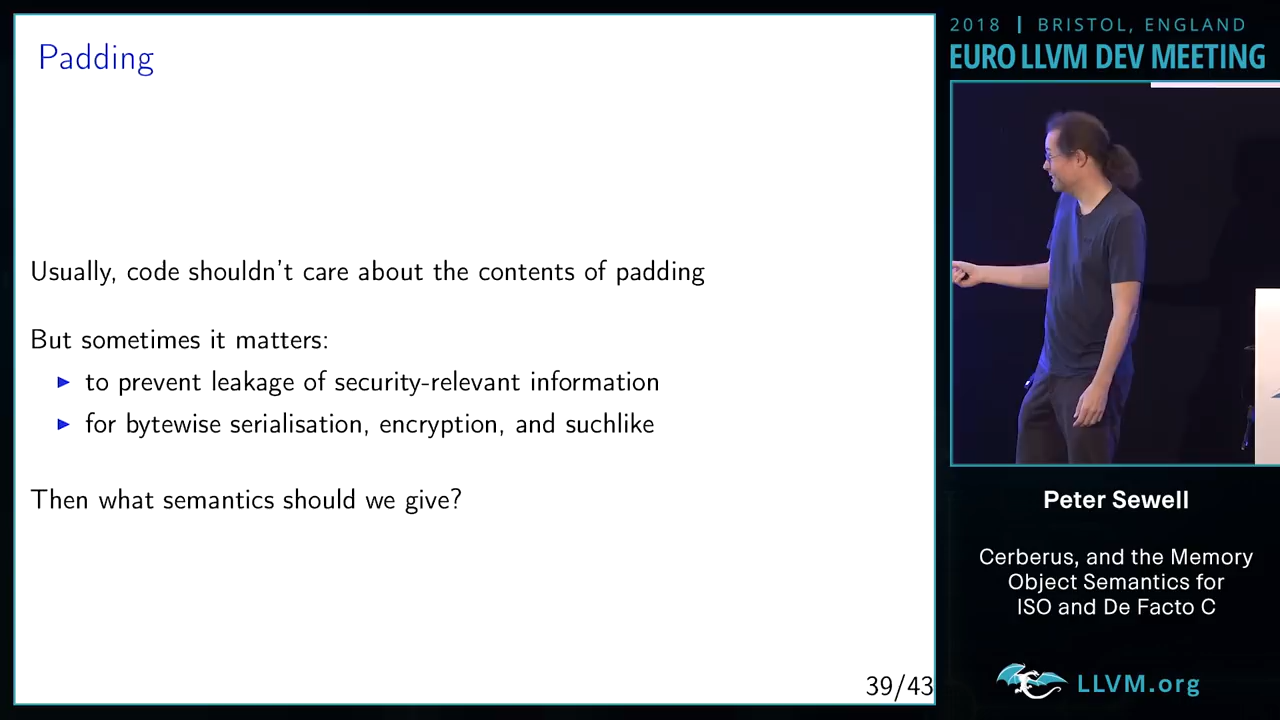 Padding
Usually, code shouldn't care about the contents of padding
But sometimes it matters:
▶ to prevent leakage of security-relevant information
▶ for bytewise serialisation, encryption, and suchlike
Then what semantics should we give?
39/43
2018 | BRISTOL, ENGLAND
EURO LLVM DEV MEETING
Peter Sewell
Cerberus, and the Memory
Object Semantics for
ISO and De Facto C
LLVM.org